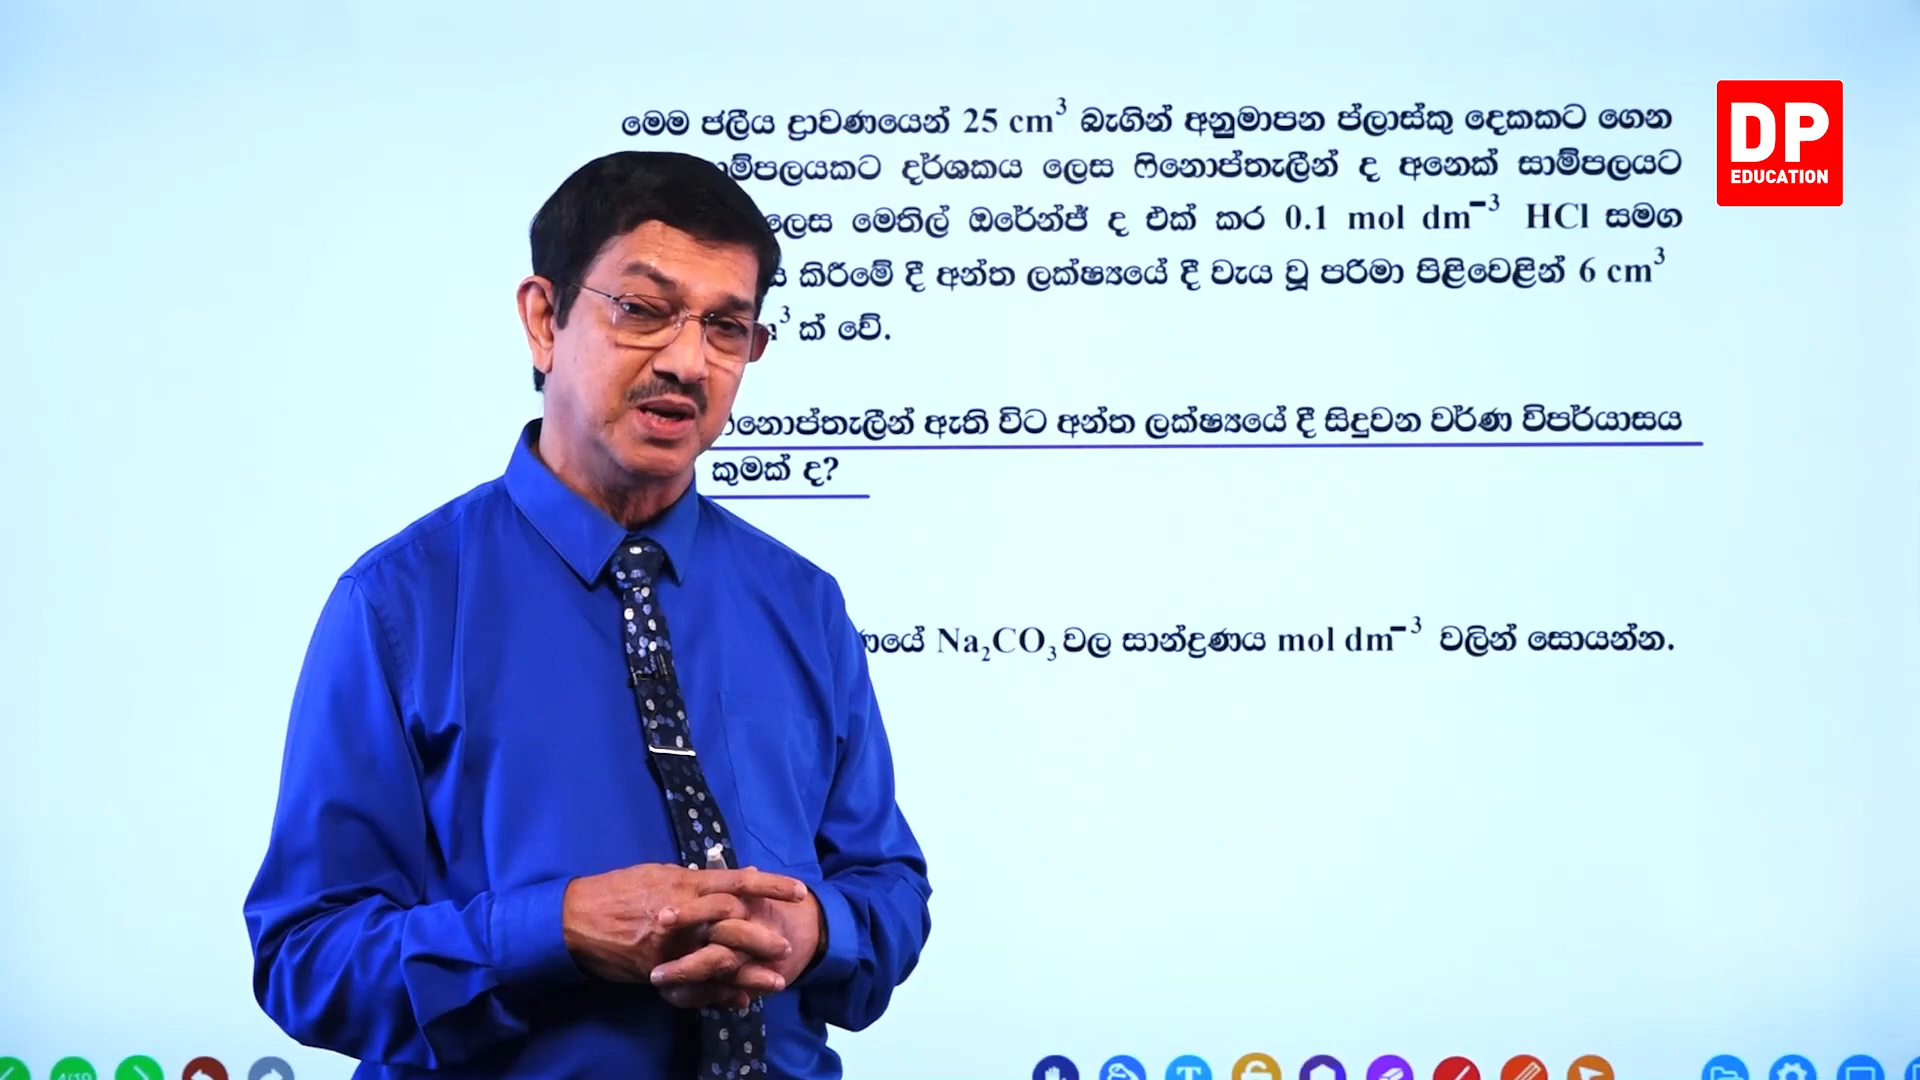 මෙම ජලීය ද්‍රාවණයෙන් 25 cm³ බැගින් අනුමාපන ප්ලාස්කු දෙකකට ගෙන
දර්ශකය ලෙස ෆිනොප්තැලීන් ද අනෙක් සාම්පලයට
ලෙස මෙතිල් ඔරේන්ජ් ද එක් කර 0.1 mol dm⁻³ HCl සමග
කිරීමේ දී අන්ත ලක්ෂ්‍යයේ දී වැය වූ පරිමා පිළිවෙළින් 6 cm³
ක් වේ.
ඇති විට අන්ත ලක්ෂ්‍යයේ දී සිදුවන වර්ණ විපර්යාසය
කුමක් ද?
Na₂CO₃ වල සාන්ද්‍රණය mol dm⁻³ වලින් සොයන්න.
DP
EDUCATION
4/19